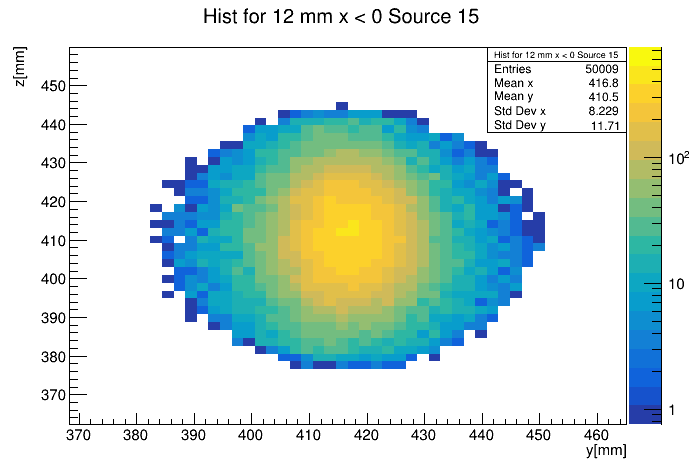 Hist for 12 mm x < 0 Source 15
z[mm]
Hist for 12 mm x < 0 Source 15
Entries 50009
Mean x 416.8
Mean y 410.5
Std Dev x 8.229
Std Dev y 11.71
450
440
430
420
410
400
390
380
370
10²
10
1
370 380 390 400 410 420 430 440 450 460
y[mm]